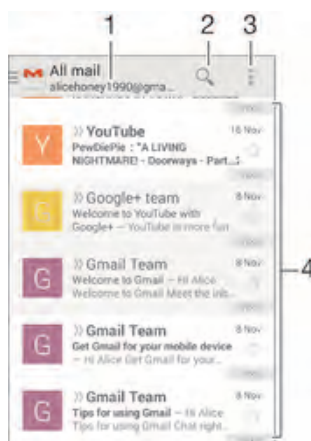 1 2 3
All mail
alicehoney1990@gma...
Y YouTube 16 Nov
PewDiePie : "A LIVING
NIGHTMARE! - Doorways - Part...
Google+ team 8 Nov
Welcome to YouTube with
Google+ – YouTube is more fun
4
G Gmail Team 8 Nov
Welcome to Gmail – Hi Alice
Welcome to Gmail Meet the inb...
G Gmail Team 8 Nov
Get Gmail for your mobile device
– Hi Alice Get Gmail for your...
G Gmail Team 8 Nov
Tips for using Gmail – Hi Alice
Tips for using Gmail Chat right...